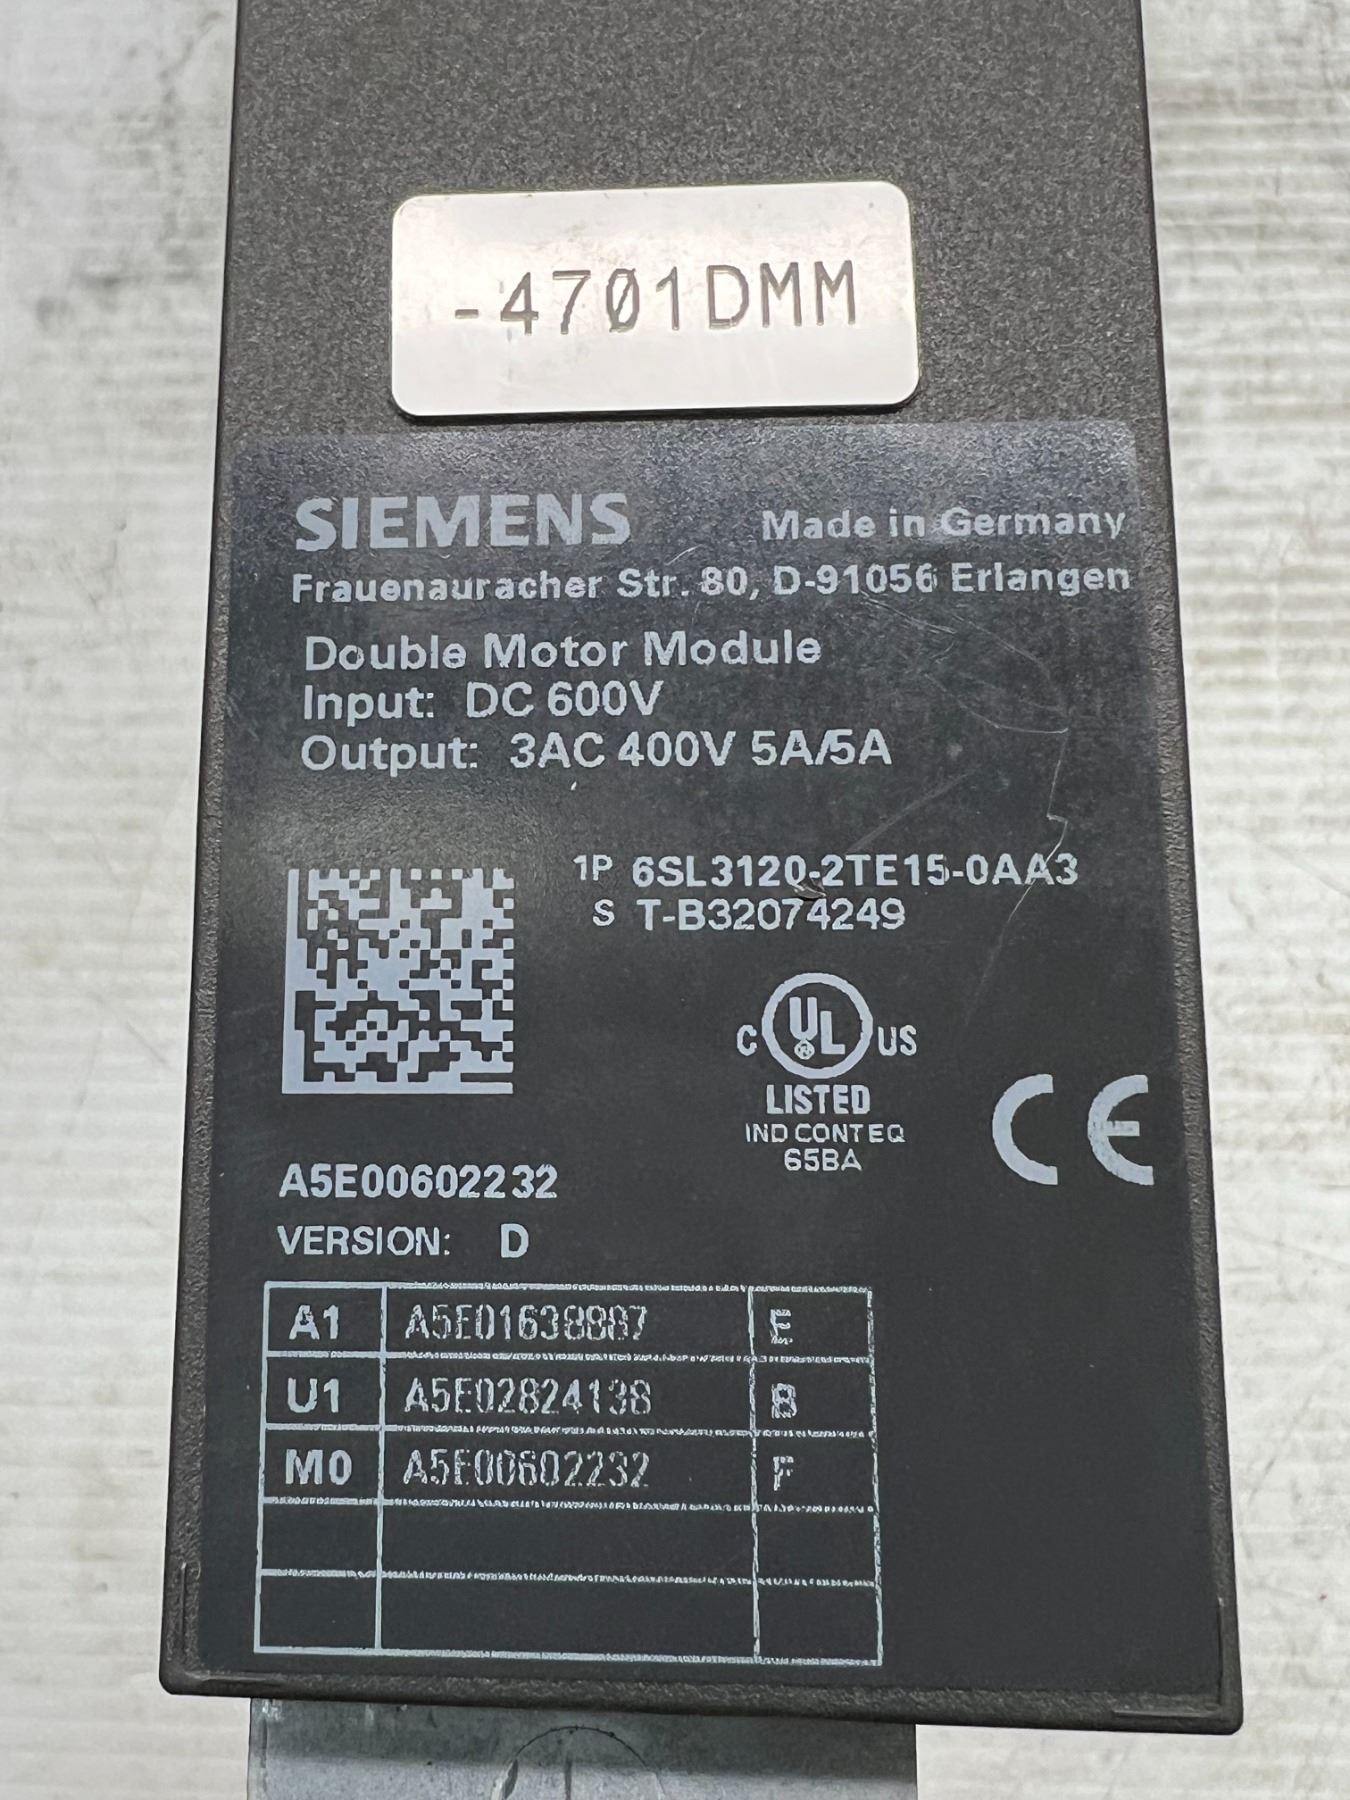 -4701DMM
SIEMENS Made in Germany
Frauenauracher Str. 80, D-91056 Erlangen
Double Motor Module
Input: DC 600V
Output: 3AC 400V 5A/5A
1P 6SL3120-2TE15-0AA3
S T-B32074249
C UL US
LISTED
IND CONT EQ
65BA
CE
A5E00602232
VERSION: D
A1 A5E01638887 E
U1 A5E02824138 B
M0 A5E00602232 F